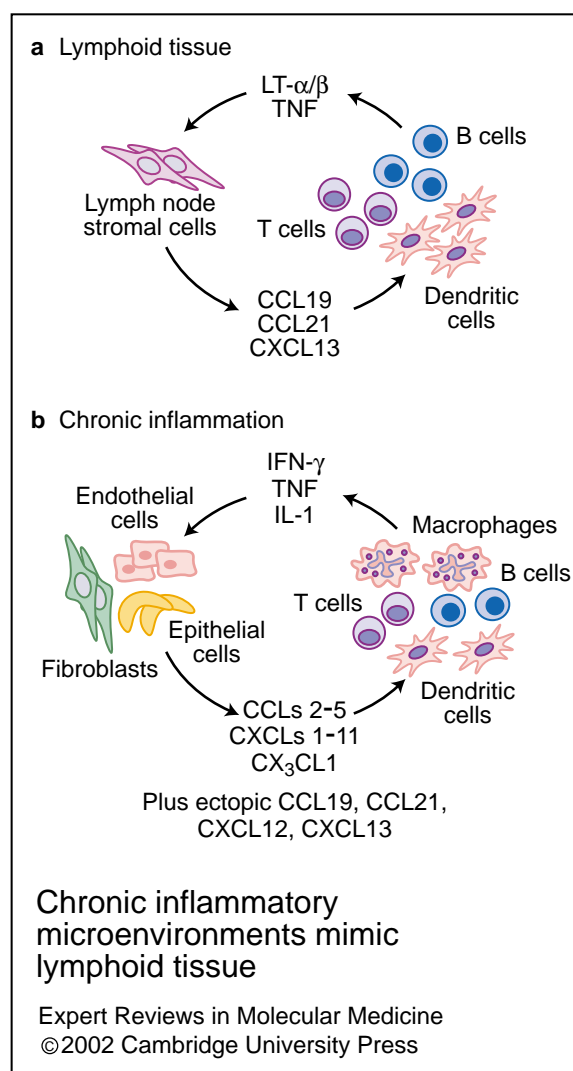 a Lymphoid tissue
LT-α/β
TNF
B cells
Lymph node
stromal cells
T cells
Dendritic
cells
CCL19
CCL21
CXCL13
b Chronic inflammation
IFN-γ
TNF
IL-1
Endothelial
cells
Macrophages
B cells
T cells
Epithelial
cells
Fibroblasts
Dendritic
cells
CCLs 2-5
CXCLs 1-11
CX₃CL1
Plus ectopic CCL19, CCL21,
CXCL12, CXCL13
Chronic inflammatory
microenvironments mimic
lymphoid tissue
Expert Reviews in Molecular Medicine
©2002 Cambridge University Press